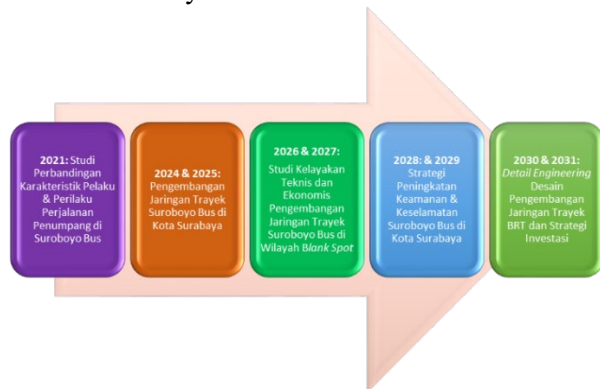 2021: Studi
Perbandingan
Karakteristik Pelaku
& Perilaku
Perjalanan
Penumpang di
Suroboyo Bus
2024 & 2025:
Pengembangan
Jaringan Trayek
Suroboyo Bus di
Kota Surabaya
2026 & 2027:
Studi Kelayakan
Teknis dan
Ekonomis
Pengembangan
Jaringan Trayek
Suroboyo Bus di
Wilayah Blank Spot
2028: & 2029
Strategi
Peningkatan
Keamanan &
Keselamatan
Suroboyo Bus di
Kota Surabaya
2030 & 2031:
Detail Engineering
Desain
Pengembangan
Jaringan Trayek
BRT dan Strategi
Investasi